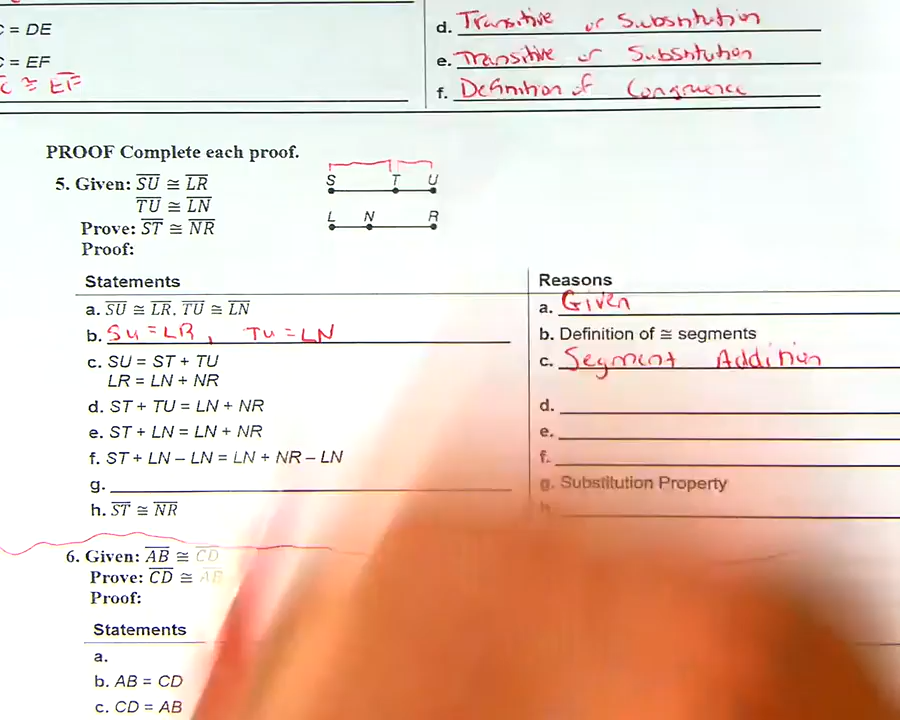 C = DE
d. Transitive or Substitution
C = EF
e. Transitive or Substitution
C ≅ EF
f. Definition of Congruence
PROOF Complete each proof.
5. Given: SU ≅ LR
TU ≅ LN
Prove: ST ≅ NR
Proof:
S T U
L N R
Statements
Reasons
a. SU ≅ LR. TU ≅ LN
a. Given
b. SU = LR, TU = LN
b. Definition of ≅ segments
c. SU = ST + TU
LR = LN + NR
c. Segment Addition
d. ST + TU = LN + NR
d.
e. ST + LN = LN + NR
e.
f. ST + LN – LN = LN + NR – LN
f.
g.
g. Substitution Property
h. ST ≅ NR
h.
6. Given: AB ≅ CD
Prove: CD ≅ AB
Proof:
Statements
a.
b. AB = CD
c. CD = AB